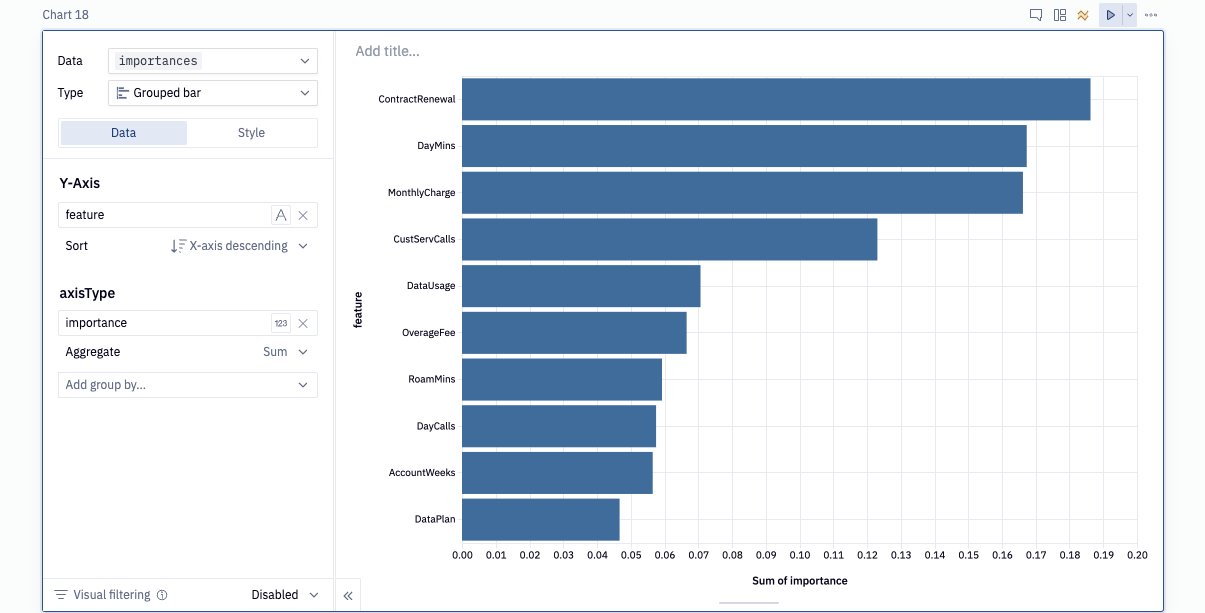 Chart 18
Data
importances
Type
Grouped bar
Data
Style
Y-Axis
feature
Sort
X-axis descending
axisType
importance
123
Aggregate
Sum
Add group by...
Visual filtering
Disabled
Add title...
feature
ContractRenewal
DayMins
MonthlyCharge
CustServCalls
DataUsage
OverageFee
RoamMins
DayCalls
AccountWeeks
DataPlan
0.00 0.01 0.02 0.03 0.04 0.05 0.06 0.07 0.08 0.09 0.10 0.11 0.12 0.13 0.14 0.15 0.16 0.17 0.18 0.19 0.20
Sum of importance